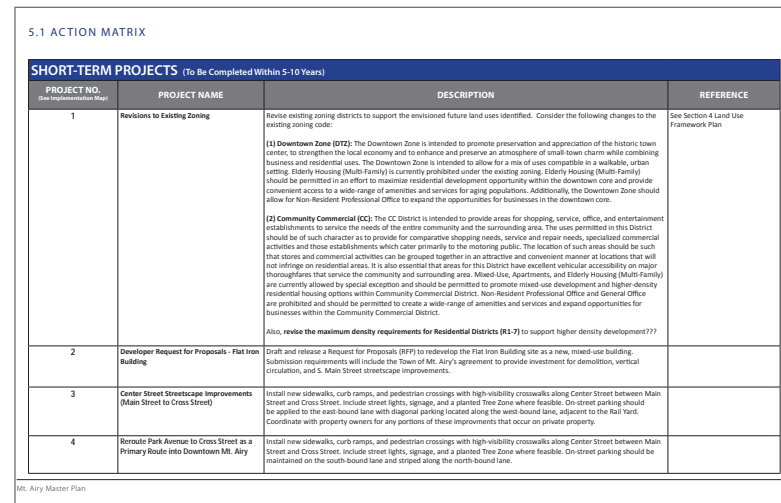 5.1 ACTION MATRIX
SHORT-TERM PROJECTS (To Be Completed Within 5-10 Years)
PROJECT NO.
(See Implementation Map)
PROJECT NAME
DESCRIPTION
REFERENCE
1
Revisions to Existing Zoning
Revise existing zoning districts to support the envisioned future land uses identified. Consider the following changes to the
existing zoning code:
(1) Downtown Zone (DTZ): The Downtown Zone is intended to promote preservation and appreciation of the historic town
center, to strengthen the local economy and to enhance and preserve an atmosphere of small-town charm while combining
business and residential uses. The Downtown Zone is intended to allow for a mix of uses compatible in a walkable, urban
setting. Elderly Housing (Multi-Family) is currently prohibited under the existing zoning. Elderly Housing (Multi-Family)
should be permitted in an effort to maximize residential development opportunity within the downtown core and provide
convenient access to a wide-range of amenities and services for aging populations. Additionally, the Downtown Zone should
allow for Non-Resident Professional Office to expand the opportunities for businesses in the downtown core.
(2) Community Commercial (CC): The CC District is intended to provide areas for shopping, service, office, and entertainment
establishments to service the needs of the entire community and the surrounding area. The uses permitted in this District
should be of such character as to provide for comparative shopping needs, service and repair needs, specialized commercial
activities and those establishments which cater primarily to the motoring public. The location of such areas should be such
that stores and commercial activities can be grouped together in an attractive and convenient manner at locations that will
not infringe on residential areas. It is also essential that areas for this District have excellent vehicular accessibility on major
thoroughfares that service the community and surrounding area. Mixed-Use, Apartments, and Elderly Housing (Multi-Family)
are currently allowed by special exception and should be permitted to promote mixed-use development and higher-density
residential housing options within Community Commercial District. Non-Resident Professional Office and General Office
are prohibited and should be permitted to create a wide-range of amenities and services and expand opportunities for
businesses within the Community Commercial District.
Also, revise the maximum density requirements for Residential Districts (R1-7) to support higher density development???
See Section 4 Land Use
Framework Plan
2
Developer Request for Proposals - Flat Iron
Building
Draft and release a Request for Proposals (RFP) to redevelop the Flat Iron Building site as a new, mixed-use building.
Submission requirements will include the Town of Mt. Airy's agreement to provide investment for demolition, vertical
circulation, and S. Main Street streetscape improvements.
3
Center Street Streetscape Improvements
(Main Street to Cross Street)
Install new sidewalks, curb ramps, and pedestrian crossings with high-visibility crosswalks along Center Street between Main
Street and Cross Street. Include street lights, signage, and a planted Tree Zone where feasible. On-street parking should
be applied to the east-bound lane with diagonal parking located along the west-bound lane, adjacent to the Rail Yard.
Coordinate with property owners for any portions of these improvments that occur on private property.
4
Reroute Park Avenue to Cross Street as a
Primary Route into Downtown Mt. Airy
Install new sidewalks, curb ramps, and pedestrian crossings with high-visibility crosswalks along Center Street between Main
Street and Cross Street. Include street lights, signage, and a planted Tree Zone where feasible. On-street parking should be
maintained on the south-bound lane and striped along the north-bound lane.
Mt. Airy Master Plan